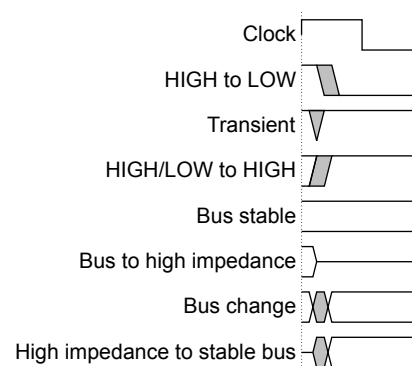 Clock
HIGH to LOW
Transient
HIGH/LOW to HIGH
Bus stable
Bus to high impedance
Bus change
High impedance to stable bus